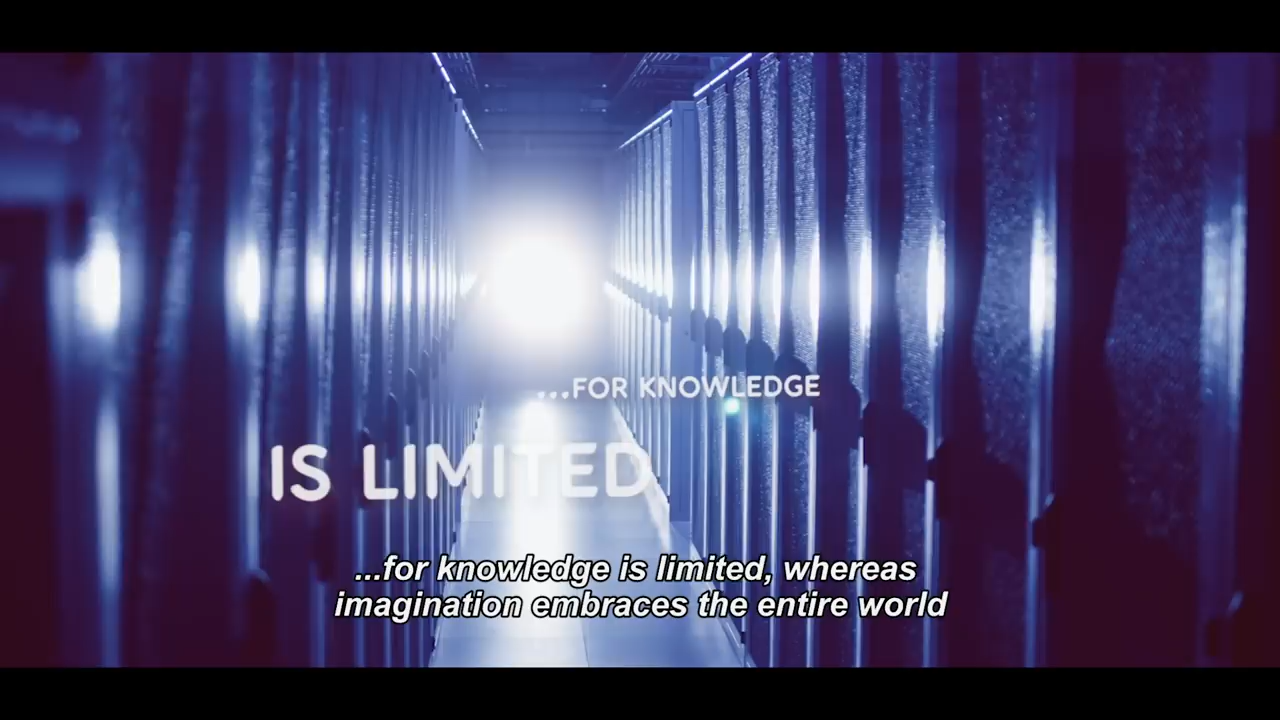 ...FOR KNOWLEDGE
IS LIMITED
...for knowledge is limited, whereas
imagination embraces the entire world